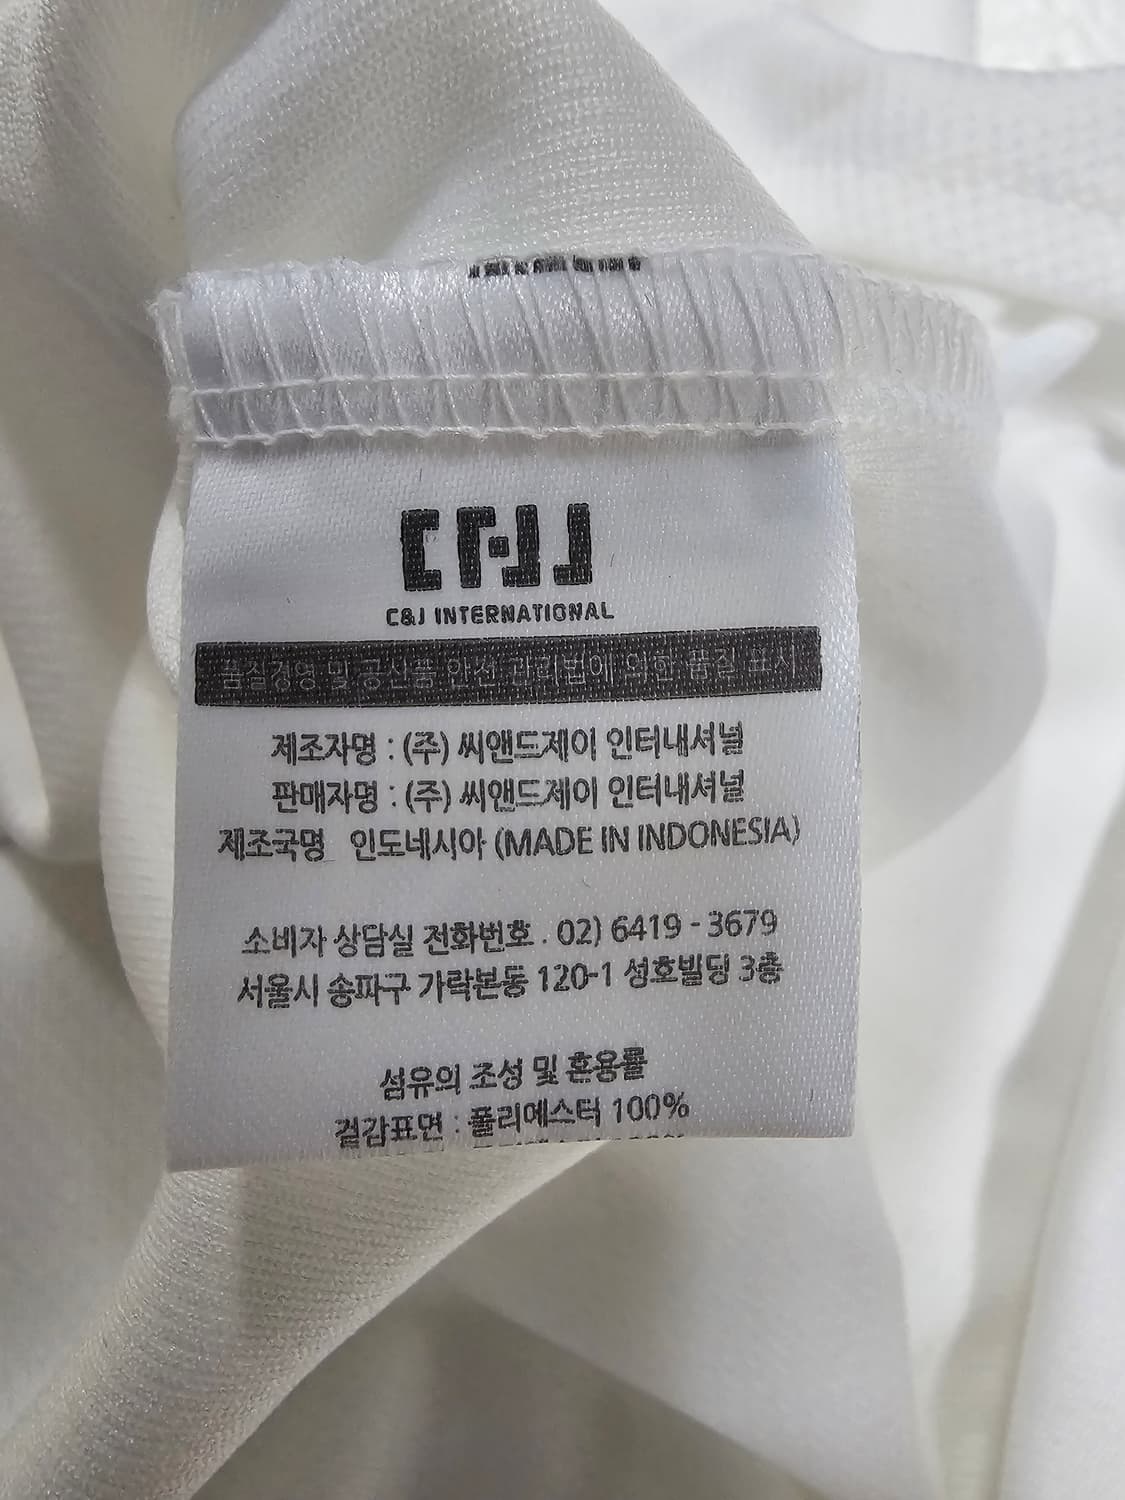 C&J
C&J INTERNATIONAL
품질경영 및 공산품 안전 관리법에 의한 품질 표시
제조자명 : (주) 씨앤드제이 인터내셔널
판매자명 : (주) 씨앤드제이 인터내셔널
제조국명 인도네시아 (MADE IN INDONESIA)
소비자 상담실 전화번호 . 02) 6419 - 3679
서울시 송파구 가락본동 120-1 성호빌딩 3층
섬유의 조성 및 혼용률
겉감표면 : 폴리에스터 100%